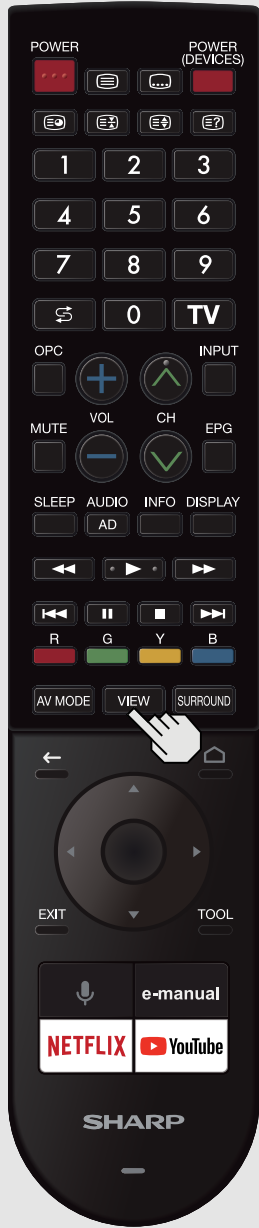 POWER POWER
(DEVICES)
1 2 3
4 5 6
7 8 9
0 TV
OPC INPUT
MUTE VOL CH EPG
SLEEP AUDIO INFO DISPLAY
AD
R G Y B
AV MODE VIEW SURROUND
EXIT TOOL
e-manual
NETFLIX YouTube
SHARP